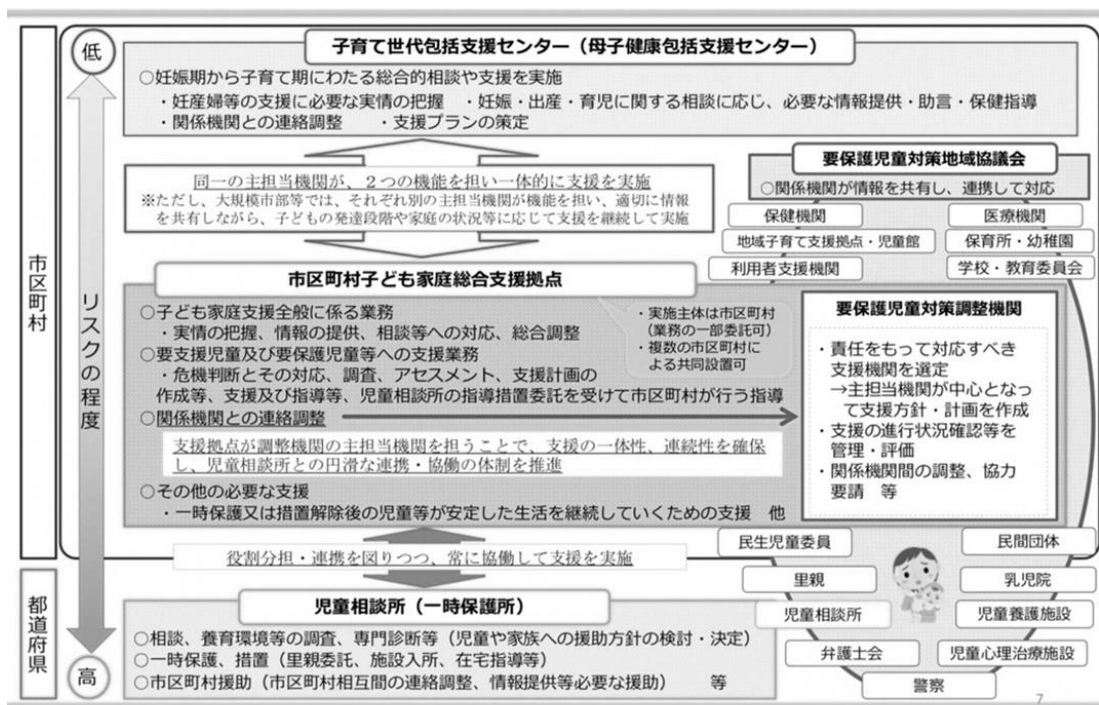 市区町村
都道府県
低
リスクの程度
高
子育て世代包括支援センター（母子健康包括支援センター）
○妊娠期から子育て期にわたる総合的相談や支援を実施
・妊産婦等の支援に必要な実情の把握　・妊娠・出産・育児に関する相談に応じ、必要な情報提供・助言・保健指導
・関係機関との連絡調整　・支援プランの策定
同一の主担当機関が、２つの機能を担い一体的に支援を実施
※ただし、大規模市部等では、それぞれ別の主担当機関が機能を担い、適切に情報
を共有しながら、子どもの発達段階や家庭の状況等に応じて支援を継続して実施
要保護児童対策地域協議会
○関係機関が情報を共有し、連携して対応
保健機関
医療機関
地域子育て支援拠点・児童館
保育所・幼稚園
利用者支援機関
学校・教育委員会
市区町村子ども家庭総合支援拠点
○子ども家庭支援全般に係る業務
・実情の把握、情報の提供、相談等への対応、総合調整
○要支援児童及び要保護児童等への支援業務
・危機判断とその対応、調査、アセスメント、支援計画の
作成等、支援及び指導等、児童相談所の指導措置委託を受けて市区町村が行う指導
○関係機関との連絡調整
支援拠点が調整機関の主担当機関を担うことで、支援の一体性、連続性を確保
し、児童相談所との円滑な連携・協働の体制を推進
○その他の必要な支援
・一時保護又は措置解除後の児童等が安定した生活を継続していくための支援　他
・実施主体は市区町村
（業務の一部委託可）
・複数の市区町村に
よる共同設置可
要保護児童対策調整機関
・責任をもって対応すべき
支援機関を選定
→主担当機関が中心となっ
て支援方針・計画を作成
・支援の進行状況確認等を
管理・評価
・関係機関間の調整、協力
要請　等
役割分担・連携を図りつつ、常に協働して支援を実施
民生児童委員
民間団体
里親
乳児院
児童相談所
児童養護施設
弁護士会
児童心理治療施設
警察
児童相談所（一時保護所）
○相談、養育環境等の調査、専門診断等（児童や家族への援助方針の検討・決定）
○一時保護、措置（里親委託、施設入所、在宅指導等）
○市区町村援助（市区町村相互間の連絡調整、情報提供等必要な援助）　等
7